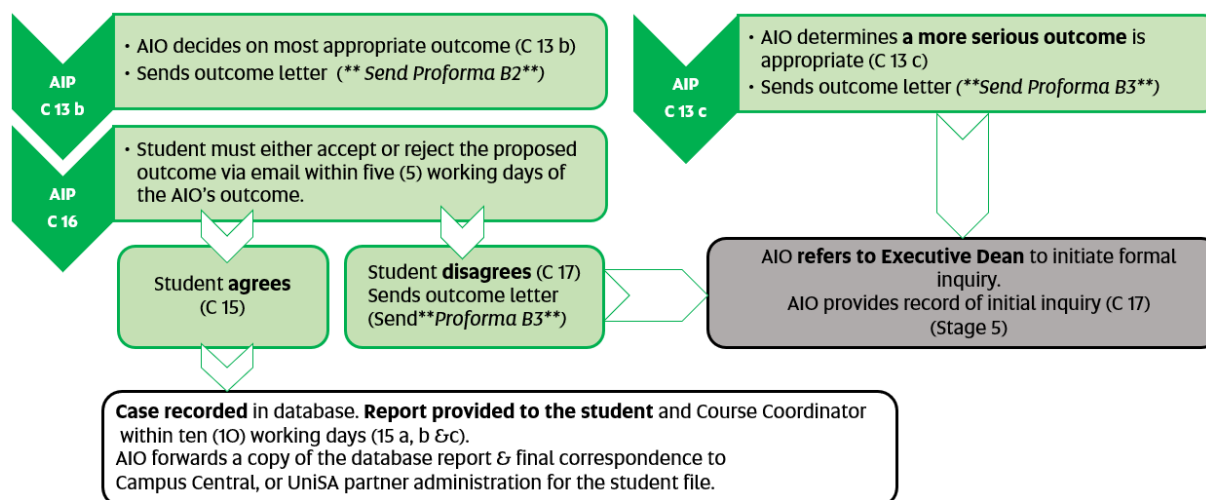 AIP
C 13 b
• AIO decides on most appropriate outcome (C 13 b)
• Sends outcome letter (** Send Proforma B2**)
AIP
C 16
• Student must either accept or reject the proposed
outcome via email within five (5) working days of
the AIO's outcome.
Student agrees
(C 15)
Student disagrees (C 17)
Sends outcome letter
(Send**Proforma B3**)
AIP
C 13 c
• AIO determines a more serious outcome is
appropriate (C 13 c)
• Sends outcome letter (**Send Proforma B3**)
AIO refers to Executive Dean to initiate formal
inquiry.
AIO provides record of initial inquiry (C 17)
(Stage 5)
Case recorded in database. Report provided to the student and Course Coordinator
within ten (10) working days (15 a, b &c).
AIO forwards a copy of the database report & final correspondence to
Campus Central, or UniSA partner administration for the student file.